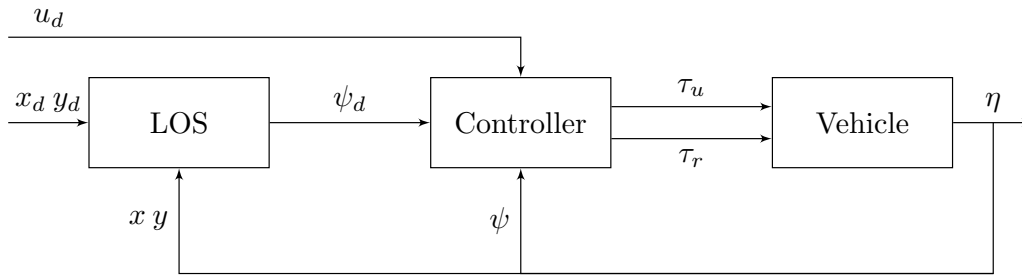 u_d
x_d y_d
LOS
ψ_d
Controller
τ_u
τ_r
Vehicle
η
x y
ψ